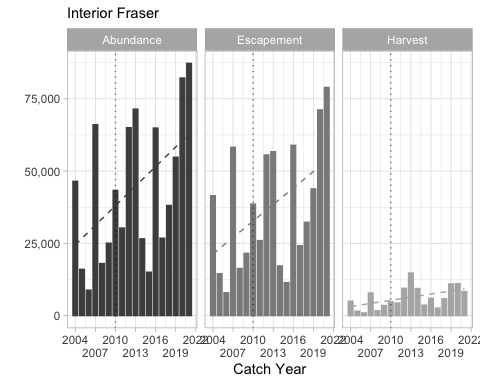 Interior Fraser
Abundance Escapement Harvest
75,000
50,000
25,000
0
2004 2010 2016 2022 2004 2010 2016 2022 2004 2010 2016 2022
2007 2013 2019 2007 2013 2019 2007 2013 2019
Catch Year